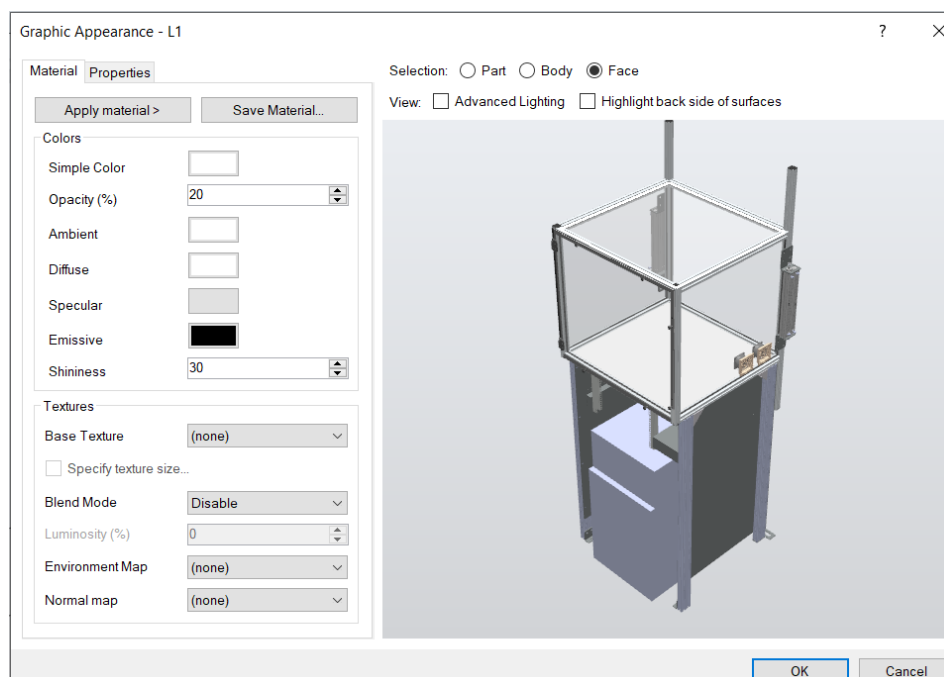 Graphic Appearance - L1
?
Material
Properties
Apply material >
Save Material...
Colors
Simple Color
Opacity (%)
20
Ambient
Diffuse
Specular
Emissive
Shininess
30
Textures
Base Texture
(none)
Specify texture size...
Blend Mode
Disable
Luminosity (%)
0
Environment Map
(none)
Normal map
(none)
Selection:
Part
Body
Face
View:
Advanced Lighting
Highlight back side of surfaces
OK
Cancel